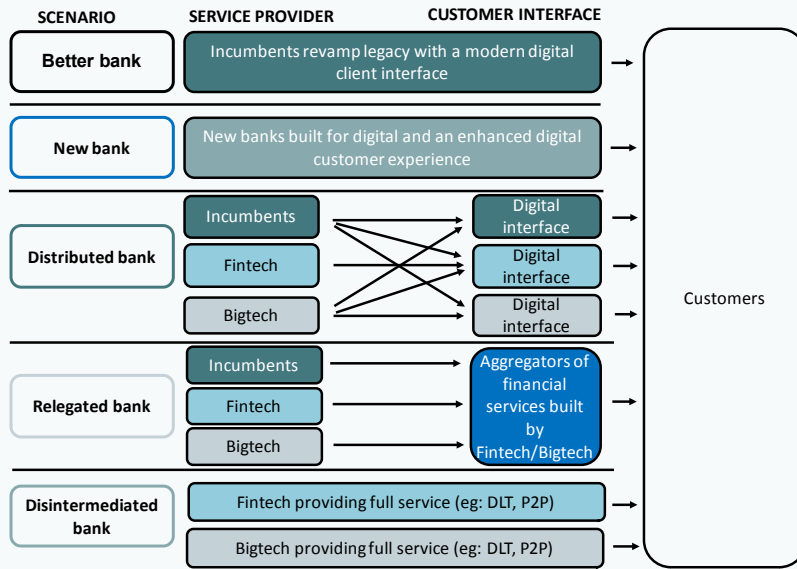 SCENARIO
SERVICE PROVIDER
CUSTOMER INTERFACE
Better bank
Incumbents revamp legacy with a modern digital
client interface
New bank
New banks built for digital and an enhanced digital
customer experience
Distributed bank
Incumbents
Fintech
Bigtech
Digital
interface
Digital
interface
Digital
interface
Customers
Relegated bank
Incumbents
Fintech
Bigtech
Aggregators of
financial
services built
by
Fintech/Bigtech
Disintermediated
bank
Fintech providing full service (eg: DLT, P2P)
Bigtech providing full service (eg: DLT, P2P)